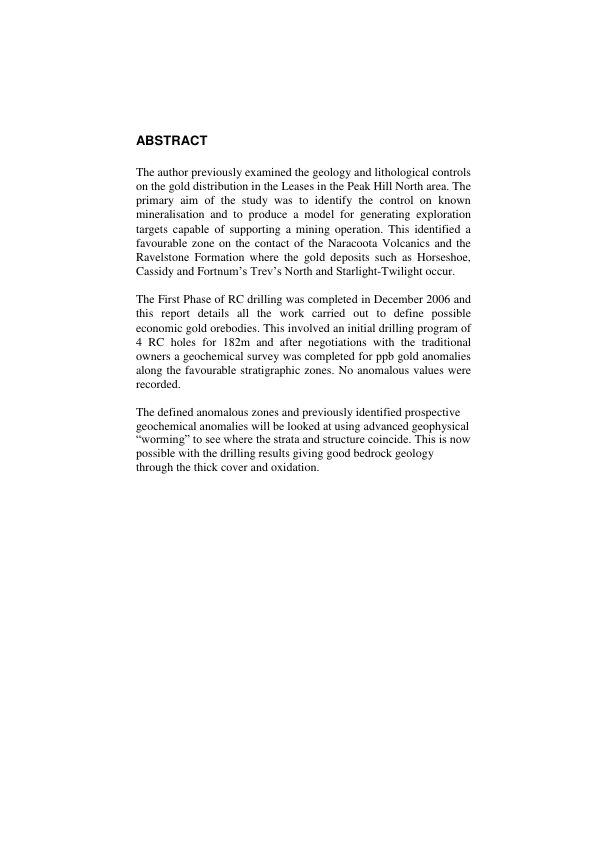 ABSTRACT
The author previously examined the geology and lithological controls
on the gold distribution in the Leases in the Peak Hill North area. The
primary aim of the study was to identify the control on known
mineralisation and to produce a model for generating exploration
targets capable of supporting a mining operation. This identified a
favourable zone on the contact of the Naracoota Volcanics and the
Ravelstone Formation where the gold deposits such as Horseshoe,
Cassidy and Fortnum’s Trev’s North and Starlight-Twilight occur.
The First Phase of RC drilling was completed in December 2006 and
this report details all the work carried out to define possible
economic gold orebodies. This involved an initial drilling program of
4 RC holes for 182m and after negotiations with the traditional
owners a geochemical survey was completed for ppb gold anomalies
along the favourable stratigraphic zones. No anomalous values were
recorded.
The defined anomalous zones and previously identified prospective
geochemical anomalies will be looked at using advanced geophysical
“worming” to see where the strata and structure coincide. This is now
possible with the drilling results giving good bedrock geology
through the thick cover and oxidation.